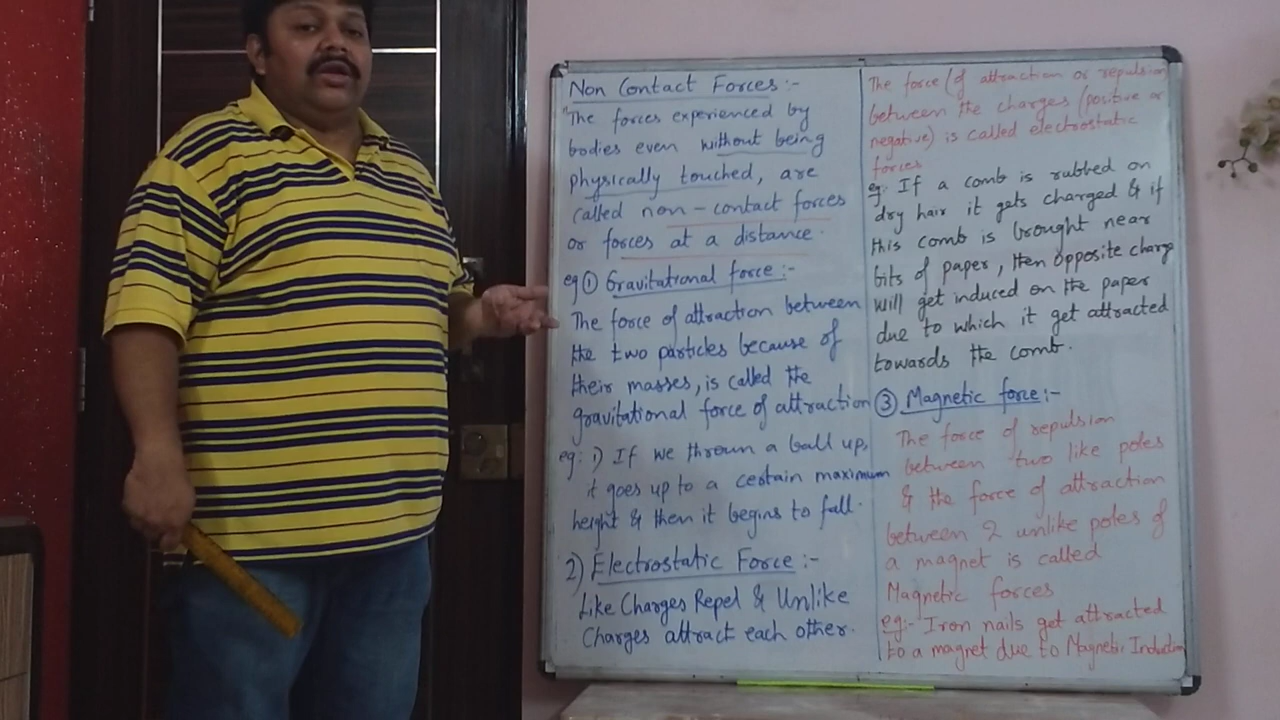 Non Contact Forces :-
"The forces experienced by
bodies even without being
physically touched, are
called non-contact forces
or forces at a distance.
eg ① Gravitational force :-
The force of attraction between
the two particles because of
their masses, is called the
gravitational force of attraction
eg: 1) If we thrown a ball up,
it goes up to a certain maximum
height & then it begins to fall.
2) Electrostatic Force :-
Like Charges Repel & Unlike
Charges attract each other.
The force (of attraction or repulsion
between the charges (positive or
negative) is called electrostatic
forces
eg: If a comb is rubbed on
dry hair it gets charged & if
this comb is brought near
bits of paper, then opposite charge
will get induced on the paper
due to which it get attracted
towards the comb.
③ Magnetic force :-
The force of repulsion
between two like poles
& the force of attraction
between 2 unlike poles of
a magnet is called
Magnetic forces
eg:- Iron nails get attracted
to a magnet due to Magnetic Induction